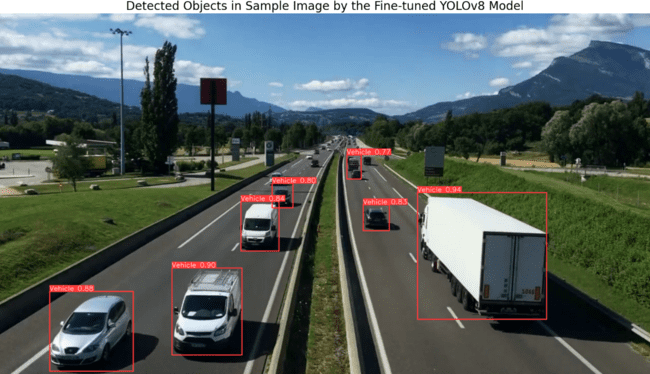 Detected Objects in Sample Image by the Fine-tuned YOLOv8 Model
Vehicle 0.77
Vehicle 0.80
Vehicle 0.94
Vehicle 0.84
Vehicle 0.83
Vehicle 0.90
Vehicle 0.88